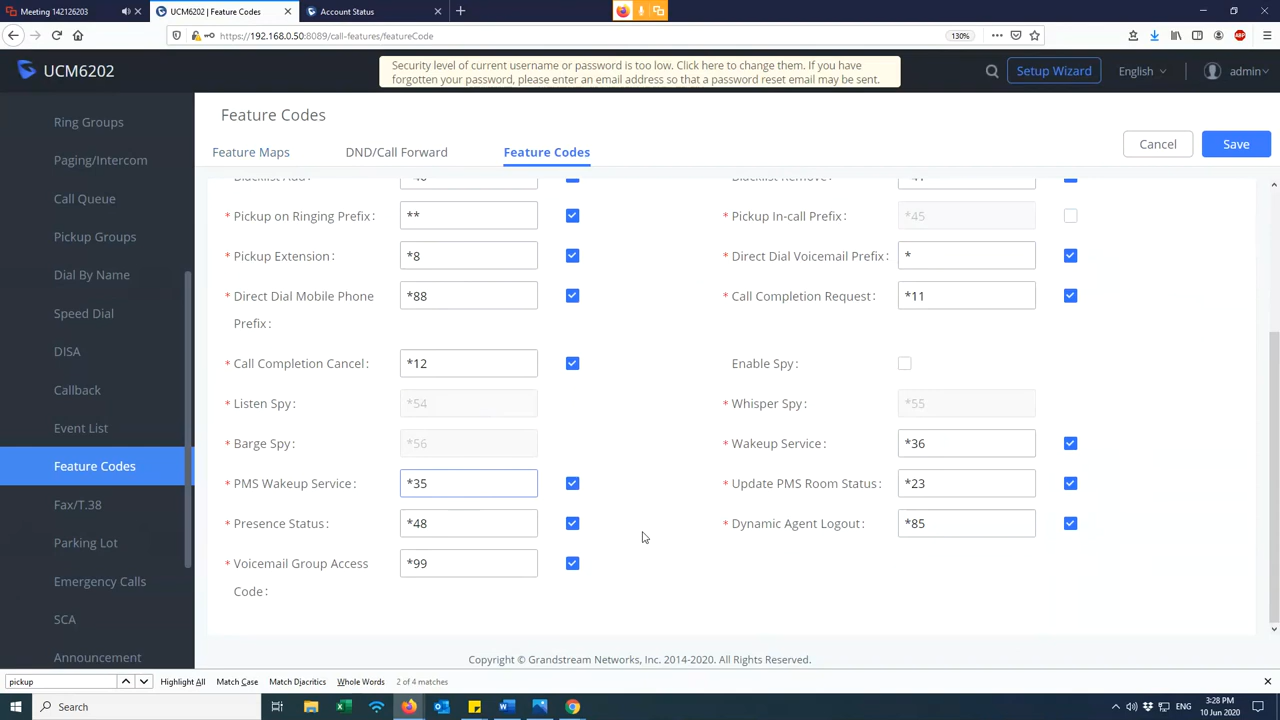 Meeting 142126203
UCM6202 | Feature Codes
Account Status
https://192.168.0.50:8089/call-features/featureCode
130%
ABP
UCM6202
Security level of current username or password is too low. Click here to change them. If you have
forgotten your password, please enter an email address so that a password reset email may be sent.
Setup Wizard
English
admin
Ring Groups
Paging/Intercom
Call Queue
Pickup Groups
Dial By Name
Speed Dial
DISA
Callback
Event List
Feature Codes
Fax/T.38
Parking Lot
Emergency Calls
SCA
Announcement
Feature Codes
Feature Maps
DND/Call Forward
Feature Codes
Cancel
Save
* Blacklist Add: *40
* Blacklist Remove: *41
* Pickup on Ringing Prefix: **
* Pickup In-call Prefix: *45
* Pickup Extension: *8
* Direct Dial Voicemail Prefix: *
* Direct Dial Mobile Phone
Prefix: *88
* Call Completion Request: *11
* Call Completion Cancel: *12
Enable Spy:
* Listen Spy: *54
* Whisper Spy: *55
* Barge Spy: *56
* Wakeup Service: *36
* PMS Wakeup Service: *35
* Update PMS Room Status: *23
* Presence Status: *48
* Dynamic Agent Logout: *85
* Voicemail Group Access
Code: *99
Copyright © Grandstream Networks, Inc. 2014-2020. All Rights Reserved.
pickup
Highlight All
Match Case
Match Diacritics
Whole Words
2 of 4 matches
Search
ENG
3:28 PM
10 Jun 2020